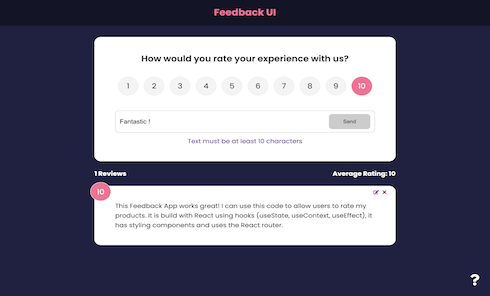 Feedback UI
How would you rate your experience with us?
1 2 3 4 5 6 7 8 9 10
Fantastic ! Send
Text must be at least 10 characters
1 Reviews Average Rating: 10
10
This Feedback App works great! I can use this code to allow users to rate my
products. It is build with React using hooks (useState, useContext, useEffect), it
has styling components and uses the React router.
?